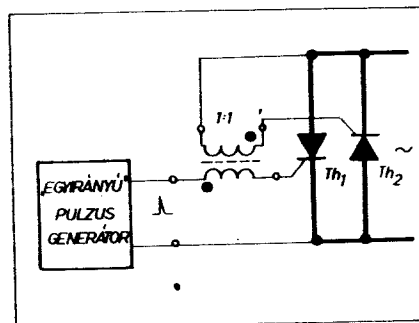 1:1
Th1
Th2
~
„EGYIRÁNYÚ"
PULZUS
GENERÁTOR